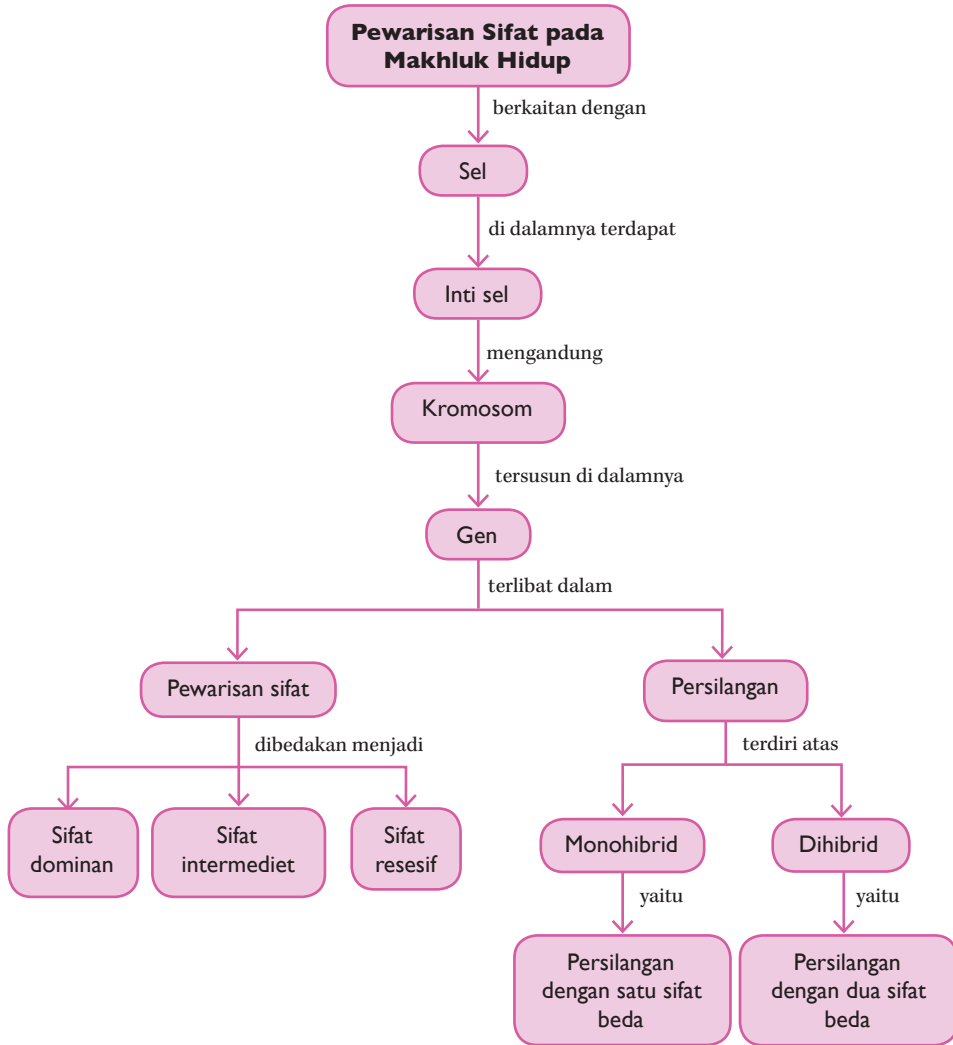 Pewarisan Sifat pada
Makhluk Hidup
berkaitan dengan
Sel
di dalamnya terdapat
Inti sel
mengandung
Kromosom
tersusun di dalamnya
Gen
terlibat dalam
Pewarisan sifat
Persilangan
dibedakan menjadi
terdiri atas
Sifat
dominan
Sifat
intermediet
Sifat
resesif
Monohibrid
Dihibrid
yaitu
yaitu
Persilangan
dengan satu sifat
beda
Persilangan
dengan dua sifat
beda